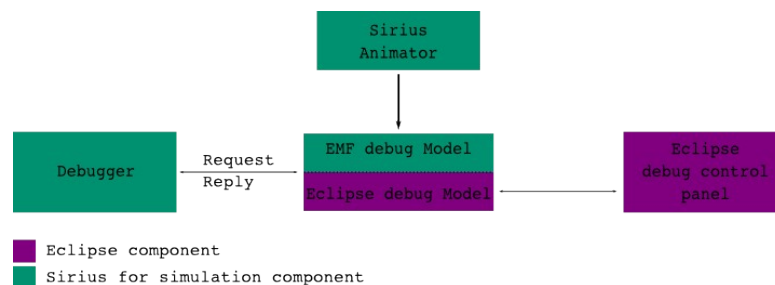 Sirius
Animator
EMF debug Model
Eclipse debug Model
Debugger
Request
Reply
Eclipse
debug control
panel
Eclipse component
Sirius for simulation component